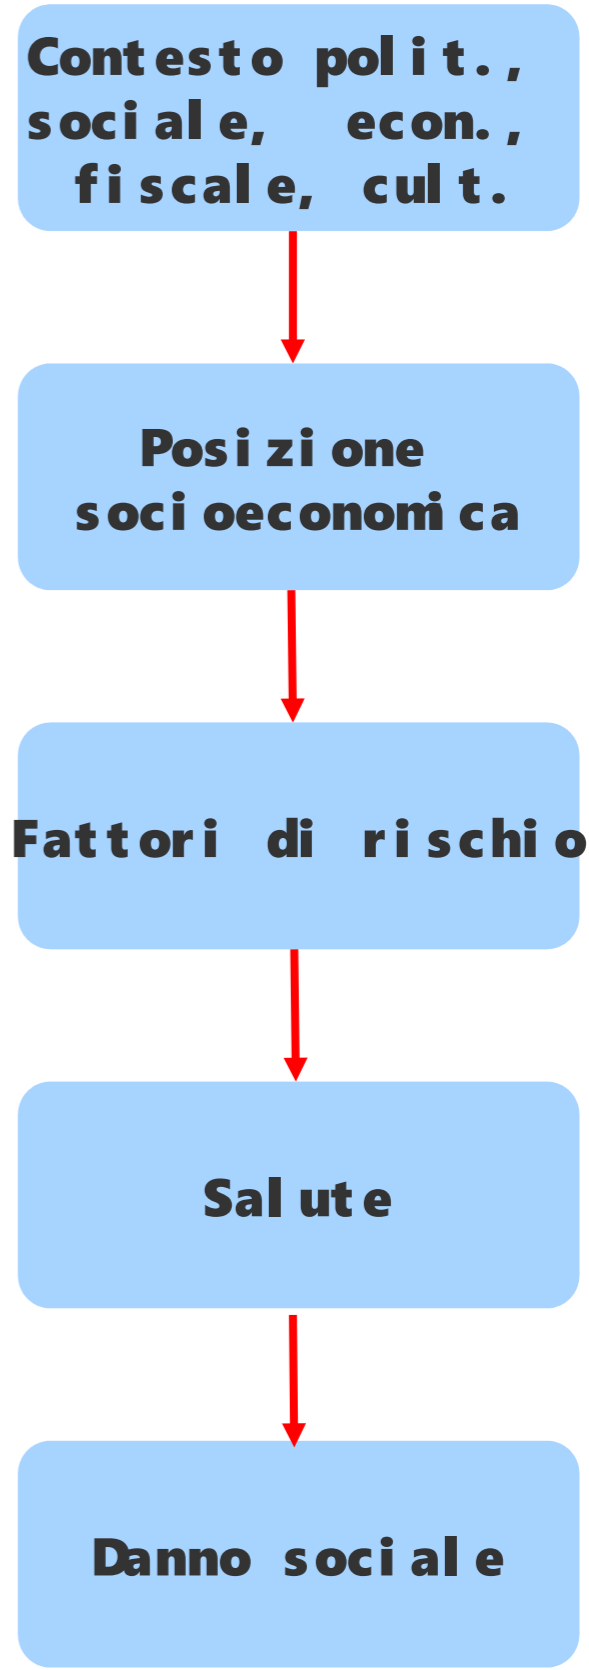 Contesto polit.,
sociale, econ.,
fiscale, cult.
Posizione
socioeconomica
Fattori di rischio
Salute
Danno sociale